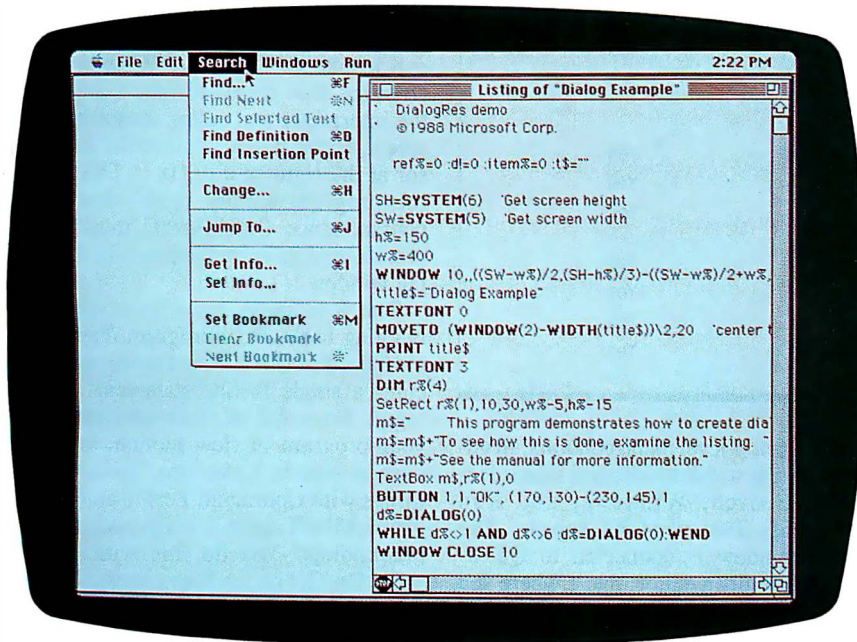 File Edit Search Windows Run 2:22 PM
Find... ⌘F
Find Next ⌘N
Find Selected Text
Find Definition ⌘D
Find Insertion Point
Change... ⌘H
Jump To... ⌘J
Get Info... ⌘I
Set Info...
Set Bookmark ⌘M
Clear Bookmark
Next Bookmark ⌘`
Listing of "Dialog Example"
' DialogRes demo
' ©1988 Microsoft Corp.
ref%=0 :d!=0 :item%=0 :t$=""
SH=SYSTEM(6) 'Get screen height
SW=SYSTEM(5) 'Get screen width
h%=150
w%=400
WINDOW 10,,((SW-w%)/2,(SH-h%)/3)-((SW-w%)/2+w%,
title$="Dialog Example"
TEXTFONT 0
MOVETO (WINDOW(2)-WIDTH(title$))\2,20 'center t
PRINT title$
TEXTFONT 3
DIM r%(4)
SetRect r%(1),10,30,w%-5,h%-15
m$=" This program demonstrates how to create dia
m$=m$+"To see how this is done, examine the listing. "
m$=m$+"See the manual for more information."
TextBox m$,r%(1),0
BUTTON 1,1,"OK", (170,130)-(230,145),1
d%=DIALOG(0)
WHILE d%<>1 AND d%<>6 :d%=DIALOG(0):WEND
WINDOW CLOSE 10
STOP